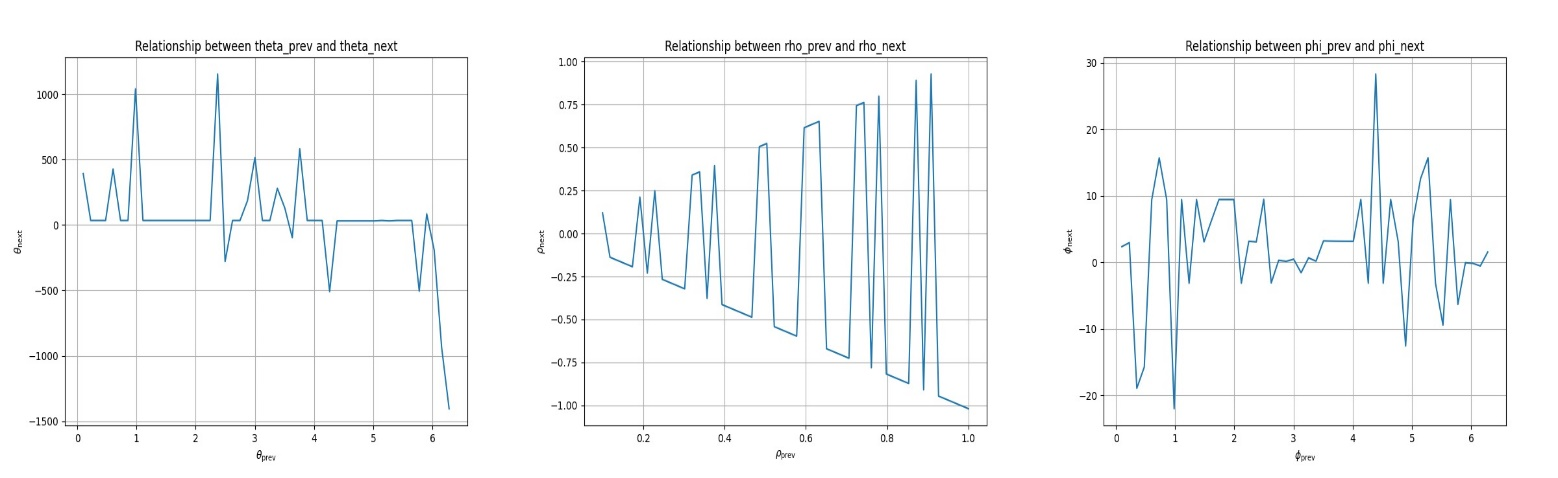 Relationship between theta_prev and theta_next
1000
500
0
−500
−1000
−1500
θnext
0 1 2 3 4 5 6
θprev
Relationship between rho_prev and rho_next
1.00
0.75
0.50
0.25
0.00
−0.25
−0.50
−0.75
−1.00
ρnext
0.2 0.4 0.6 0.8 1.0
ρprev
Relationship between phi_prev and phi_next
30
20
10
0
−10
−20
ϕnext
0 1 2 3 4 5 6
ϕprev